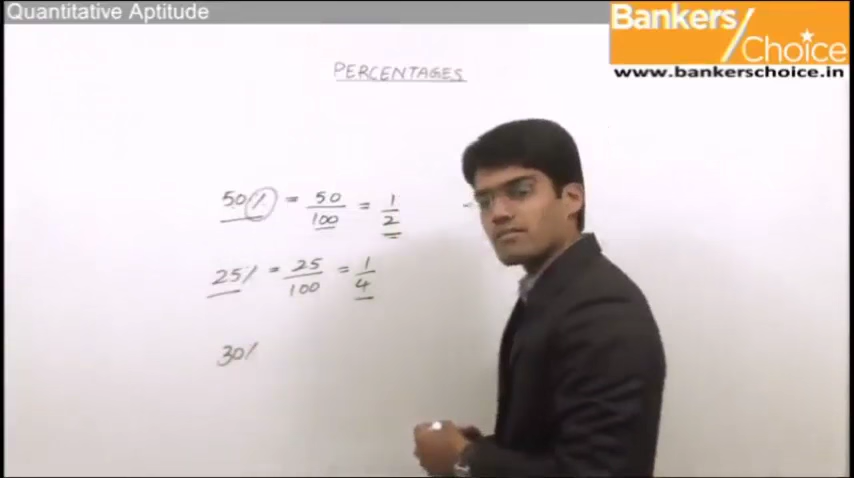 Quantitative Aptitude
Bankers
Choice
www.bankerschoice.in
PERCENTAGES
50% = 50/100 = 1/2
25% = 25/100 = 1/4
30%